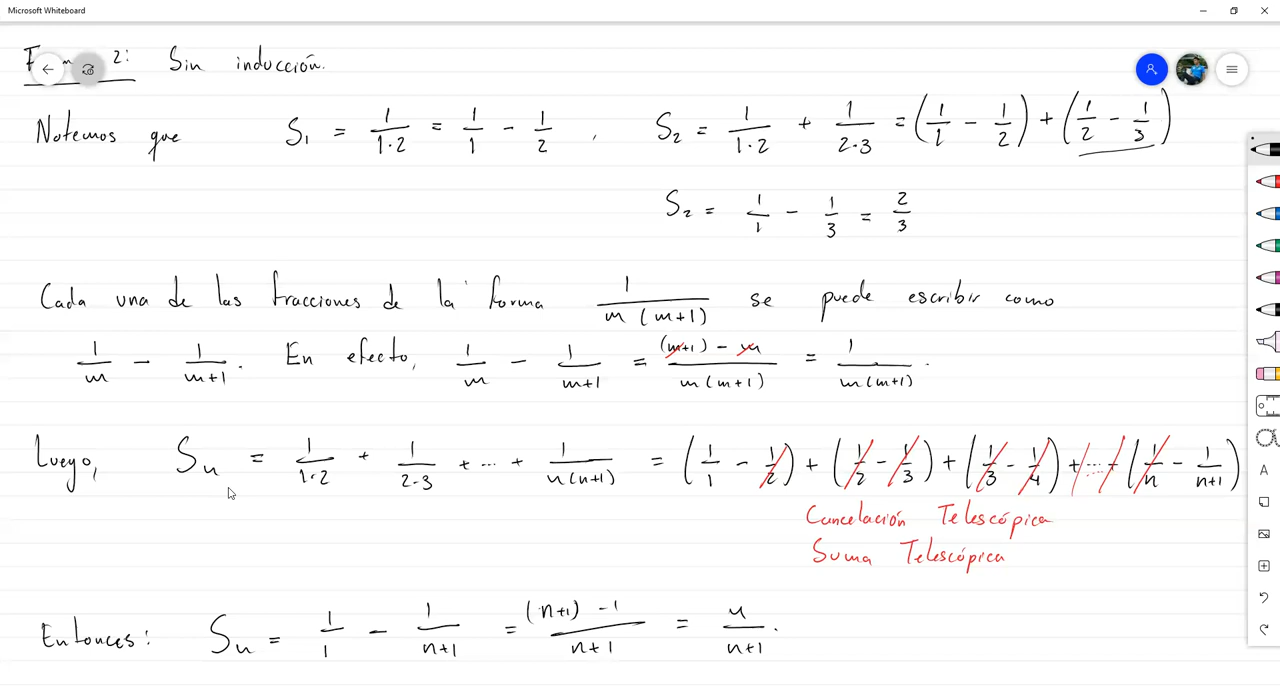 Microsoft Whiteboard
2: Sin inducción.
Notemos que S₁ = 1/(1·2) = 1/1 - 1/2 , S₂ = 1/(1·2) + 1/(2·3) = (1/1 - 1/2) + (1/2 - 1/3)
S₂ = 1/1 - 1/3 = 2/3
Cada una de las fracciones de la forma 1/(m(m+1)) se puede escribir como
1/m - 1/(m+1). En efecto, 1/m - 1/(m+1) = ((m+1) - m)/(m(m+1)) = 1/(m(m+1)).
Luego, Sₙ = 1/(1·2) + 1/(2·3) + ... + 1/(n(n+1)) = (1/1 - 1/2) + (1/2 - 1/3) + (1/3 - 1/4) + ... + (1/n - 1/(n+1))
Cancelación Telescópica
Suma Telescópica
Entonces: Sₙ = 1/1 - 1/(n+1) = ((n+1) - 1)/(n+1) = n/(n+1).